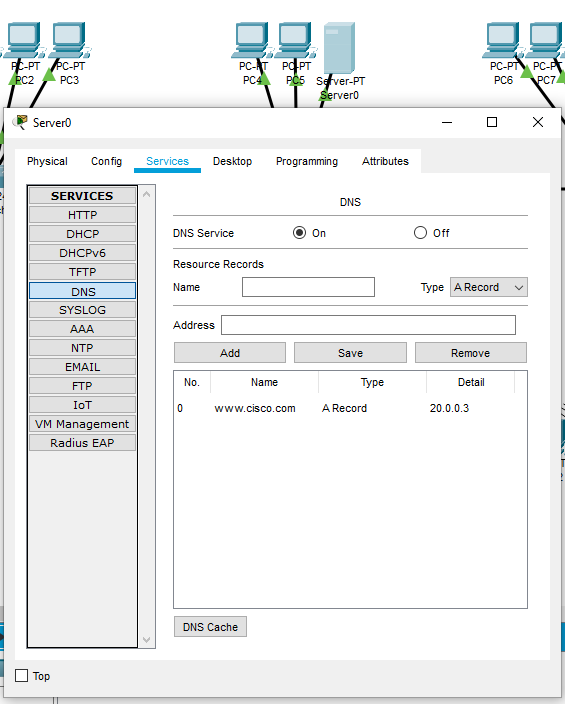 PC-PT
PC2
PC-PT
PC3
PC-PT
PC4
PC-PT
PC5
Server-PT
Server0
PC-PT
PC6
PC-PT
PC7
Server0
Physical Config Services Desktop Programming Attributes
SERVICES
HTTP
DHCP
DHCPv6
TFTP
DNS
SYSLOG
AAA
NTP
EMAIL
FTP
IoT
VM Management
Radius EAP
DNS
DNS Service On Off
Resource Records
Name Type A Record
Address
Add Save Remove
No. Name Type Detail
0 www.cisco.com A Record 20.0.0.3
DNS Cache
Top